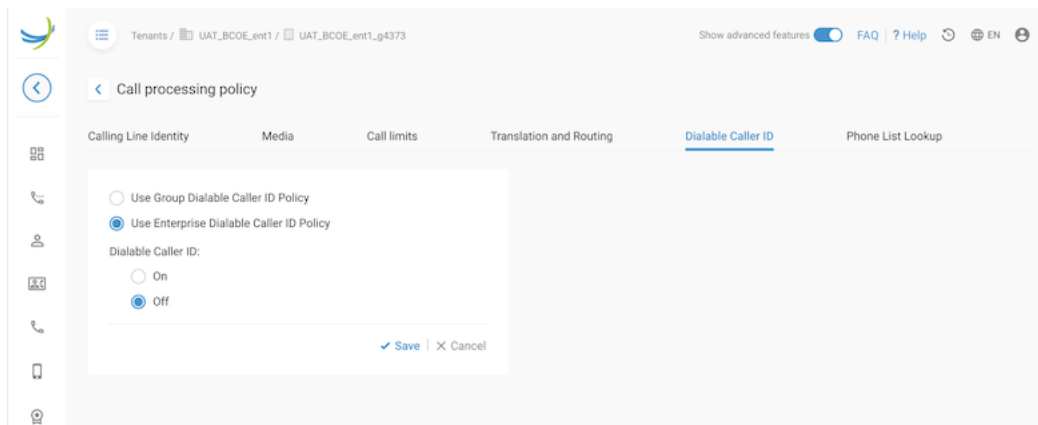 Tenants / UAT_BCOE_ent1 / UAT_BCOE_ent1_g4373
Show advanced features FAQ | ? Help EN
Call processing policy
Calling Line Identity Media Call limits Translation and Routing Dialable Caller ID Phone List Lookup
Use Group Dialable Caller ID Policy
Use Enterprise Dialable Caller ID Policy
Dialable Caller ID:
On
Off
Save | Cancel